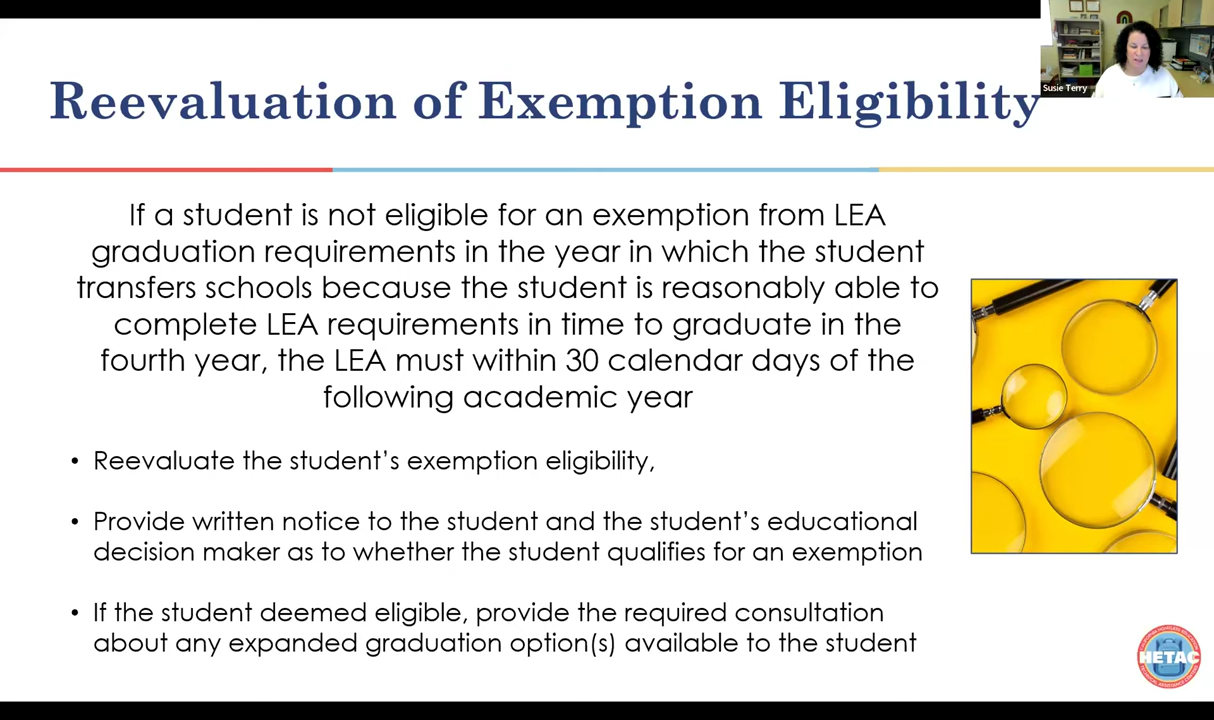 Reevaluation of Exemption Eligibility
Susie Terry
If a student is not eligible for an exemption from LEA
graduation requirements in the year in which the student
transfers schools because the student is reasonably able to
complete LEA requirements in time to graduate in the
fourth year, the LEA must within 30 calendar days of the
following academic year
• Reevaluate the student’s exemption eligibility,
• Provide written notice to the student and the student’s educational
decision maker as to whether the student qualifies for an exemption
• If the student deemed eligible, provide the required consultation
about any expanded graduation option(s) available to the student
HETAC